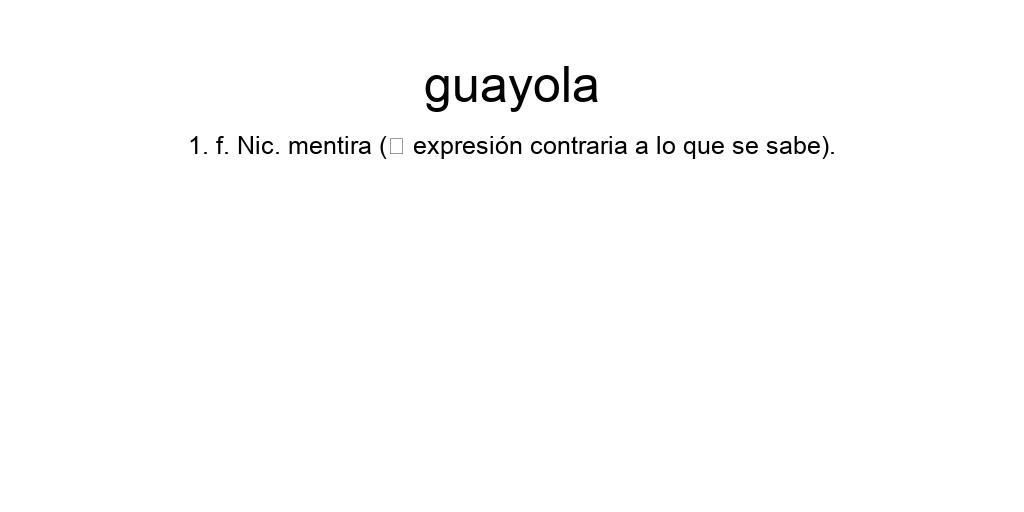 guayola
1. f. Nic. mentira (▯ expresión contraria a lo que se sabe).